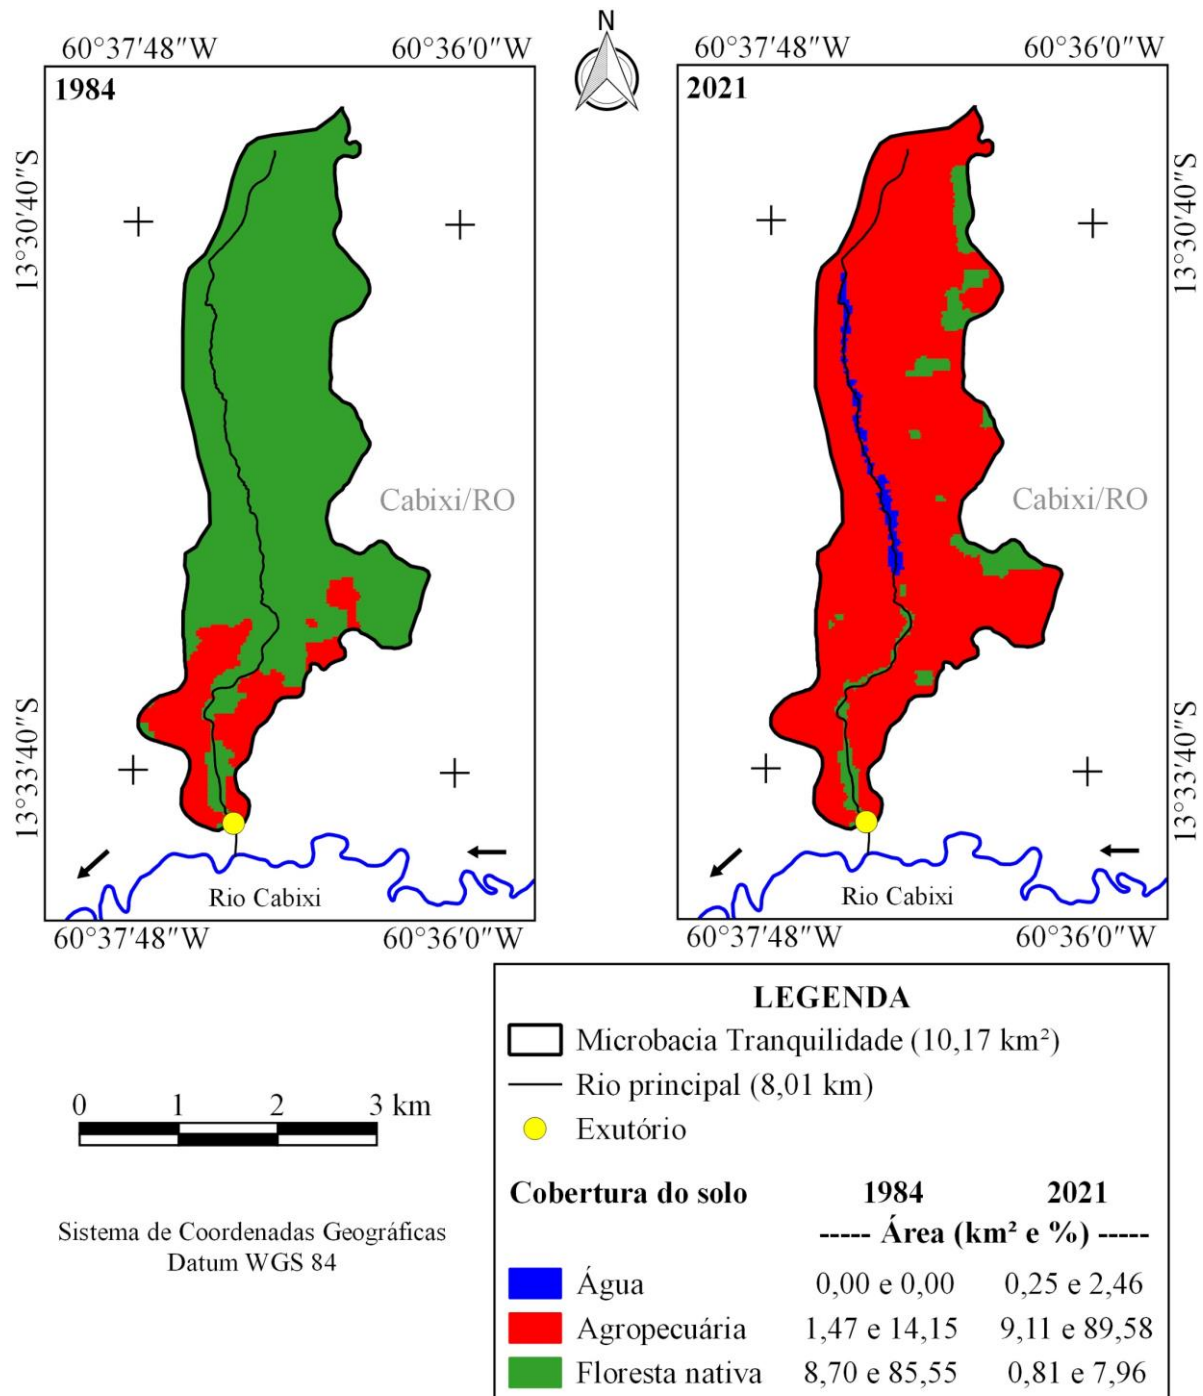 N
60°37'48"W 60°36'0"W 60°37'48"W 60°36'0"W
1984 2021
13°30'40"S 13°30'40"S
Cabixi/RO Cabixi/RO
13°33'40"S 13°33'40"S
Rio Cabixi Rio Cabixi
60°37'48"W 60°36'0"W 60°37'48"W 60°36'0"W
LEGENDA
Microbacia Tranquilidade (10,17 km²)
Rio principal (8,01 km)
Exutório
0 1 2 3 km
Sistema de Coordenadas Geográficas
Datum WGS 84
Cobertura do solo 1984 2021
----- Área (km² e %) -----
Água 0,00 e 0,00 0,25 e 2,46
Agropecuária 1,47 e 14,15 9,11 e 89,58
Floresta nativa 8,70 e 85,55 0,81 e 7,96